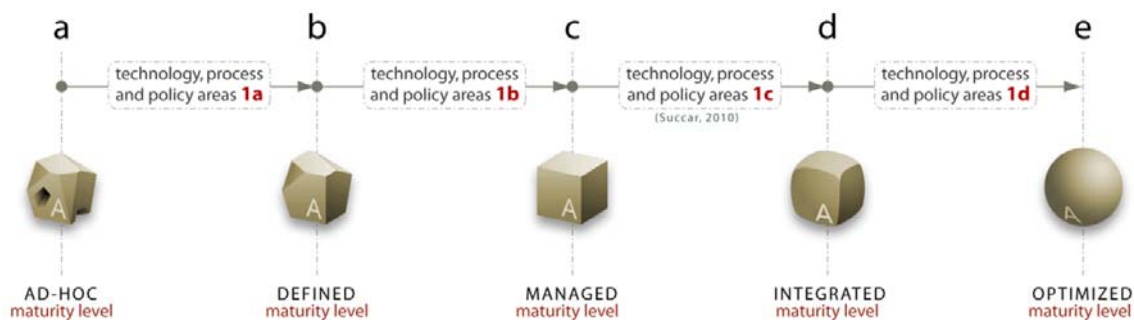 a
b
c
d
e
technology, process
and policy areas 1a
technology, process
and policy areas 1b
technology, process
and policy areas 1c
(Succar, 2010)
technology, process
and policy areas 1d
A
A
A
A
A
AD-HOC
maturity level
DEFINED
maturity level
MANAGED
maturity level
INTEGRATED
maturity level
OPTIMIZED
maturity level